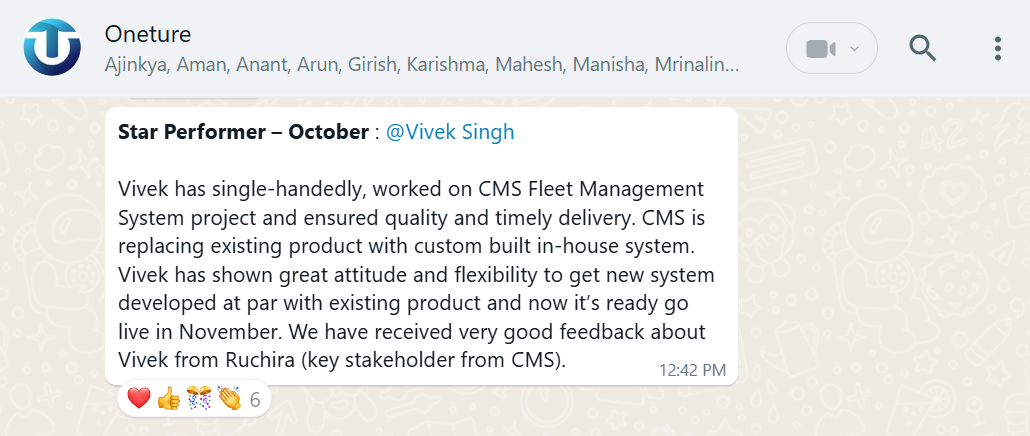 Oneture
Ajinkya, Aman, Anant, Arun, Girish, Karishma, Mahesh, Manisha, Mrinalin...
Star Performer – October : @Vivek Singh
Vivek has single-handedly, worked on CMS Fleet Management
System project and ensured quality and timely delivery. CMS is
replacing existing product with custom built in-house system.
Vivek has shown great attitude and flexibility to get new system
developed at par with existing product and now it’s ready go
live in November. We have received very good feedback about
Vivek from Ruchira (key stakeholder from CMS).
12:42 PM
❤️👍🎊👏 6